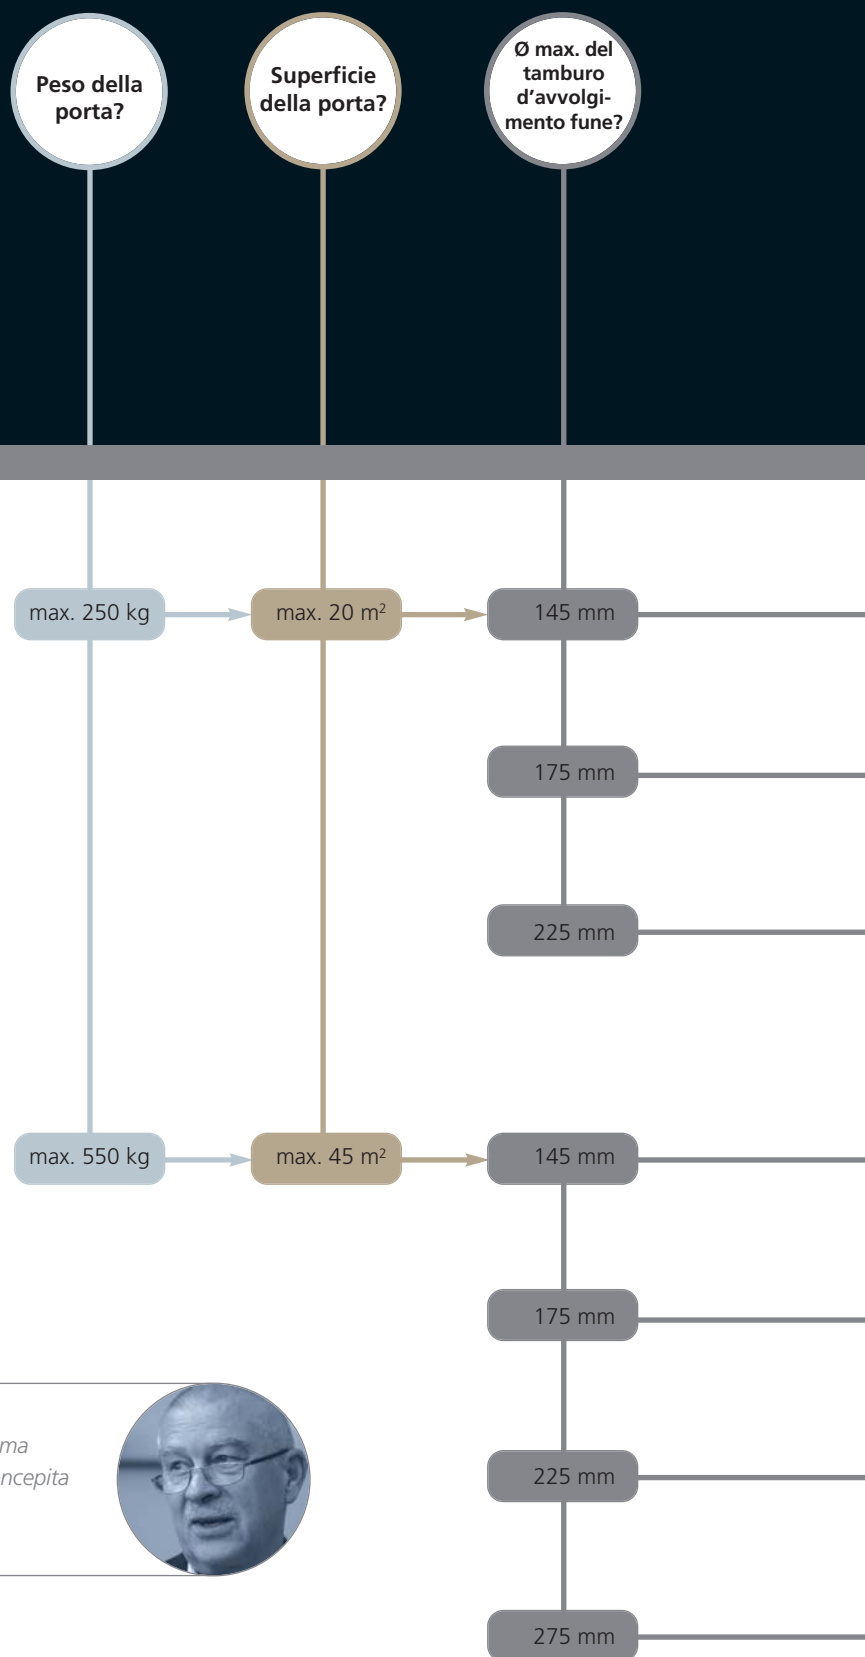 Peso della
porta?
Superficie
della porta?
Ø max. del
tamburo
d’avvolgi-
mento fune?
max. 250 kg
max. 20 m²
145 mm
175 mm
225 mm
max. 550 kg
max. 45 m²
145 mm
175 mm
225 mm
275 mm
ma
ncepita